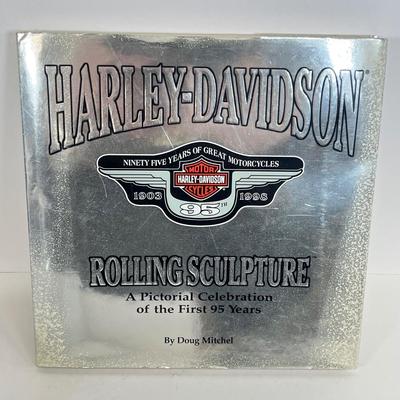 HARLEY-DAVIDSON®
NINETY FIVE YEARS OF GREAT MOTORCYCLES
MOTOR
HARLEY-DAVIDSON
CYCLES
1903 1998
95TH
ROLLING SCULPTURE
A Pictorial Celebration
of the First 95 Years
By Doug Mitchel